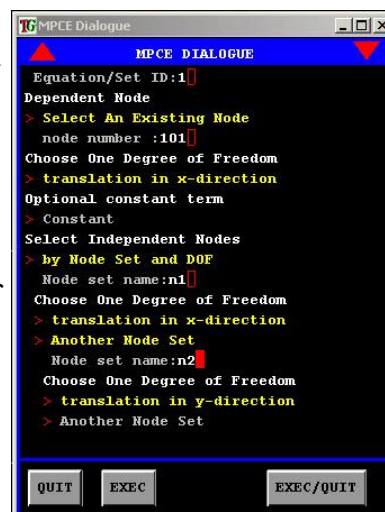 TG MPCE Dialogue
MPCE DIALOGUE
Equation/Set ID:1
Dependent Node
> Select An Existing Node
node number :101
Choose One Degree of Freedom
> translation in x-direction
Optional constant term
> Constant
Select Independent Nodes
> by Node Set and DOF
Node set name:n1
Choose One Degree of Freedom
> translation in x-direction
> Another Node Set
Node set name:n2
Choose One Degree of Freedom
> translation in y-direction
> Another Node Set
QUIT EXEC EXEC/QUIT